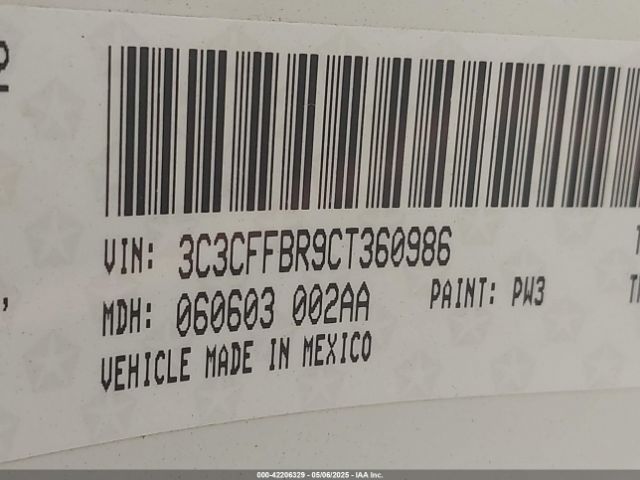 VIN: 3C3CFFBR9CT360986
MDH: 060603 002AA PAINT: PW3
VEHICLE MADE IN MEXICO
000-42206329 - 05/06/2025 - IAA Inc.